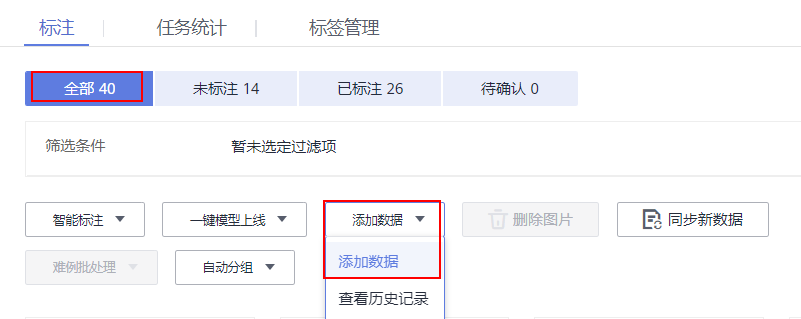 标注 任务统计 标签管理
全部 40 未标注 14 已标注 26 待确认 0
筛选条件 暂未选定过滤项
智能标注 一键模型上线 添加数据 删除图片 同步新数据
难例批处理 自动分组 添加数据
查看历史记录